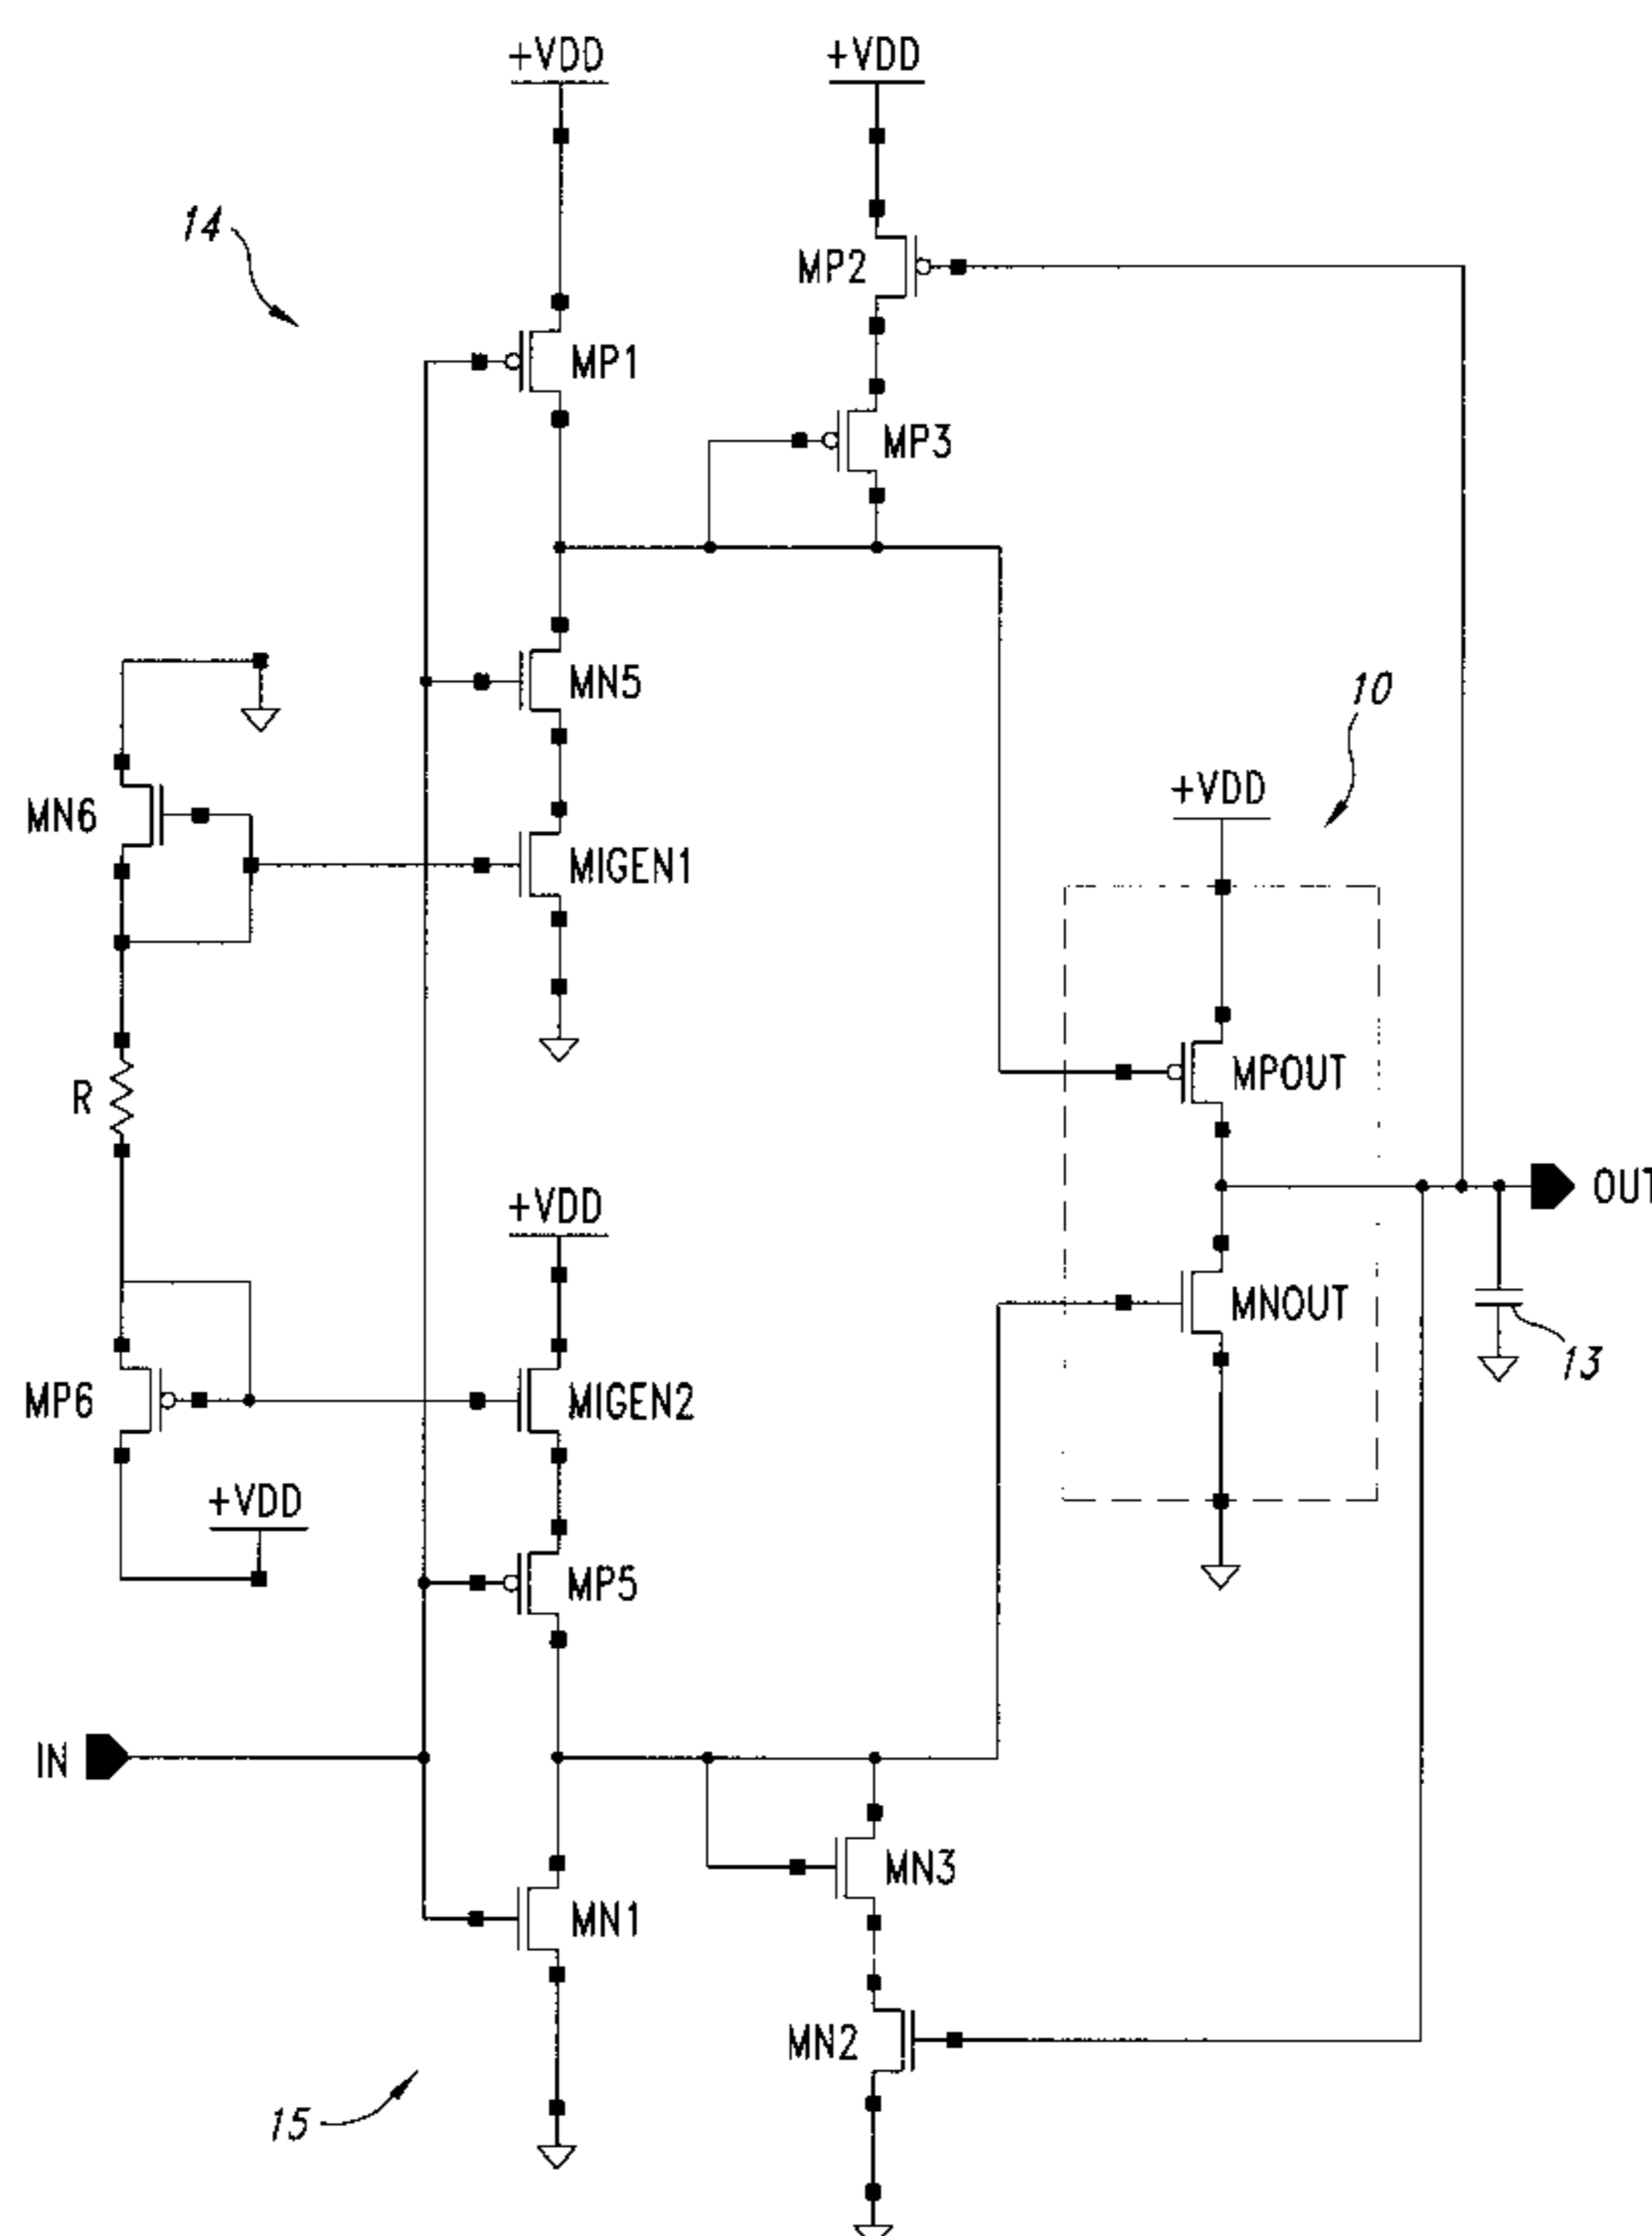 +VDD
+VDD
14
MP2
MP1
MP3
MN5
10
+VDD
MN6
MIGEN1
MPOUT
R
+VDD
OUT
MNOUT
13
MP6
MIGEN2
+VDD
MP5
IN
MN3
MN1
MN2
15